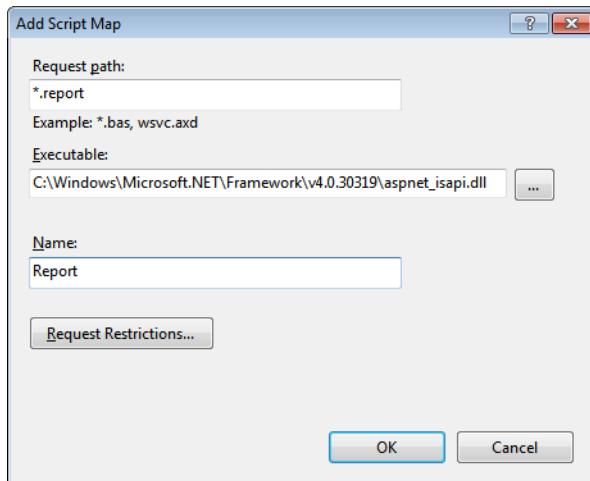 Add Script Map
Request path:
*.report
Example: *.bas, wsvc.axd
Executable:
C:\Windows\Microsoft.NET\Framework\v4.0.30319\aspnet_isapi.dll
...
Name:
Report
Request Restrictions...
OK
Cancel